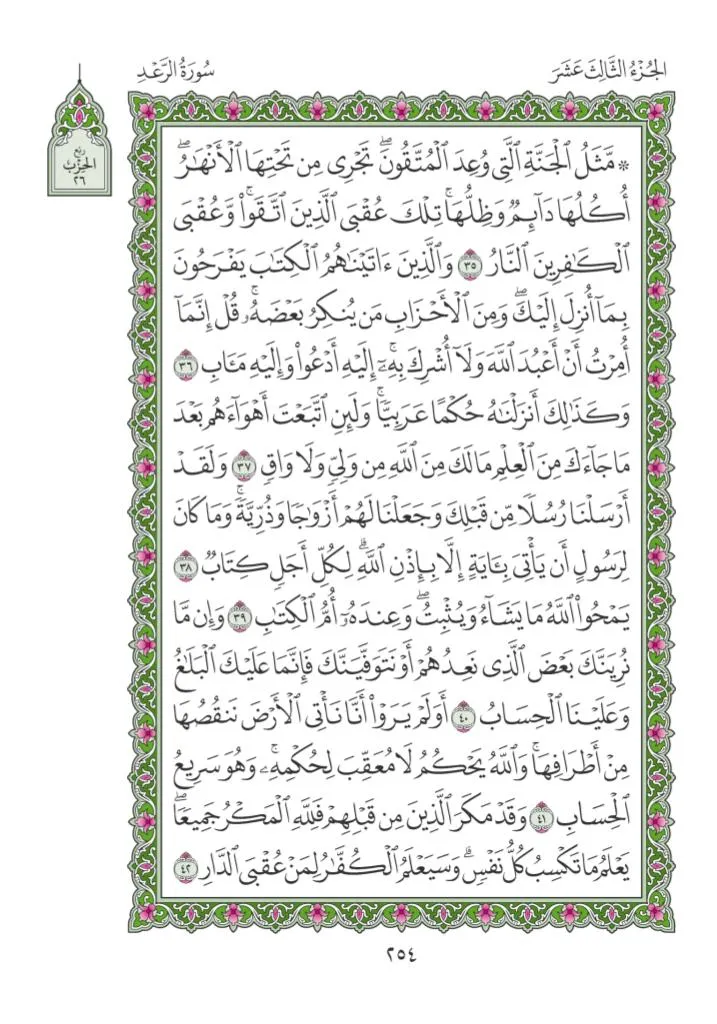 الجُزْءُ الثَّالِثَ عَشَرَ
سُورَةُ الرَّعْدِ
رُبع
الحِزْب
٢٦
۞ مَّثَلُ ٱلْجَنَّةِ ٱلَّتِى وُعِدَ ٱلْمُتَّقُونَۖ تَجْرِى مِن تَحْتِهَا ٱلْأَنْهَٰرُۖ
أُكُلُهَا دَآئِمٌ وَظِلُّهَاۚ تِلْكَ عُقْبَى ٱلَّذِينَ ٱتَّقَوا۟ۚ وَّعُقْبَى
ٱلْكَٰفِرِينَ ٱلنَّارُ ٣٥ وَٱلَّذِينَ ءَاتَيْنَٰهُمُ ٱلْكِتَٰبَ يَفْرَحُونَ
بِمَآ أُنزِلَ إِلَيْكَۖ وَمِنَ ٱلْأَحْزَابِ مَن يُنكِرُ بَعْضَهُۥۚ قُلْ إِنَّمَآ
أُمِرْتُ أَنْ أَعْبُدَ ٱللَّهَ وَلَآ أُشْرِكَ بِهِۦٓۚ إِلَيْهِ أَدْعُوا۟ وَإِلَيْهِ مَـَٔابِ ٣٦
وَكَذَٰلِكَ أَنزَلْنَٰهُ حُكْمًا عَرَبِيًّاۚ وَلَئِنِ ٱتَّبَعْتَ أَهْوَآءَهُم بَعْدَ
مَا جَآءَكَ مِنَ ٱلْعِلْمِ مَا لَكَ مِنَ ٱللَّهِ مِن وَلِىٍّ وَلَا وَاقٍ ٣٧ وَلَقَدْ
أَرْسَلْنَا رُسُلًا مِّن قَبْلِكَ وَجَعَلْنَا لَهُمْ أَزْوَٰجًا وَذُرِّيَّةًۚ وَمَا كَانَ
لِرَسُولٍ أَن يَأْتِىَ بِـَٔايَةٍ إِلَّا بِإِذْنِ ٱللَّهِۗ لِكُلِّ أَجَلٍ كِتَابٌ ٣٨
يَمْحُوا۟ ٱللَّهُ مَا يَشَآءُ وَيُثْبِتُۖ وَعِندَهُۥٓ أُمُّ ٱلْكِتَٰبِ ٣٩ وَإِن مَّا
نُرِيَنَّكَ بَعْضَ ٱلَّذِى نَعِدُهُمْ أَوْ نَتَوَفَّيَنَّكَ فَإِنَّمَا عَلَيْكَ ٱلْبَلَٰغُ
وَعَلَيْنَا ٱلْحِسَابُ ٤٠ أَوَلَمْ يَرَوْا۟ أَنَّا نَأْتِى ٱلْأَرْضَ نَنقُصُهَا
مِنْ أَطْرَافِهَاۚ وَٱللَّهُ يَحْكُمُ لَا مُعَقِّبَ لِحُكْمِهِۦۚ وَهُوَ سَرِيعُ
ٱلْحِسَابِ ٤١ وَقَدْ مَكَرَ ٱلَّذِينَ مِن قَبْلِهِمْ فَلِلَّهِ ٱلْمَكْرُ جَمِيعًاۖ
يَعْلَمُ مَا تَكْسِبُ كُلُّ نَفْسٍۗ وَسَيَعْلَمُ ٱلْكُفَّٰرُ لِمَنْ عُقْبَى ٱلدَّارِ ٤٢
٢٥٤